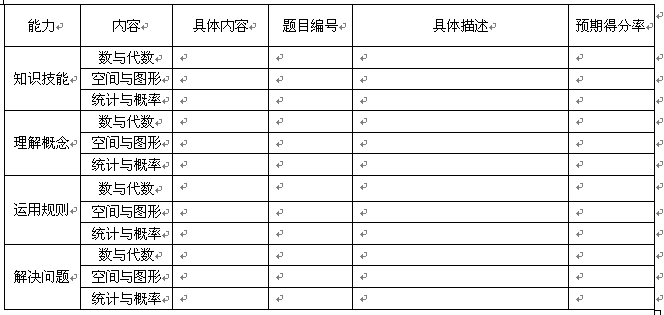 能力 内容 具体内容 题目编号 具体描述 预期得分率
知识技能 数与代数
空间与图形
统计与概率
理解概念 数与代数
空间与图形
统计与概率
运用规则 数与代数
空间与图形
统计与概率
解决问题 数与代数
空间与图形
统计与概率